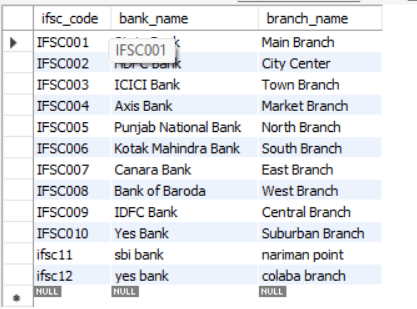 ifsc_code bank_name branch_name
IFSC001 Main Branch
IFSC001
IFSC002 HDFC Bank City Center
IFSC003 ICICI Bank Town Branch
IFSC004 Axis Bank Market Branch
IFSC005 Punjab National Bank North Branch
IFSC006 Kotak Mahindra Bank South Branch
IFSC007 Canara Bank East Branch
IFSC008 Bank of Baroda West Branch
IFSC009 IDFC Bank Central Branch
IFSC010 Yes Bank Suburban Branch
ifsc11 sbi bank nariman point
ifsc12 yes bank colaba branch
NULL NULL NULL